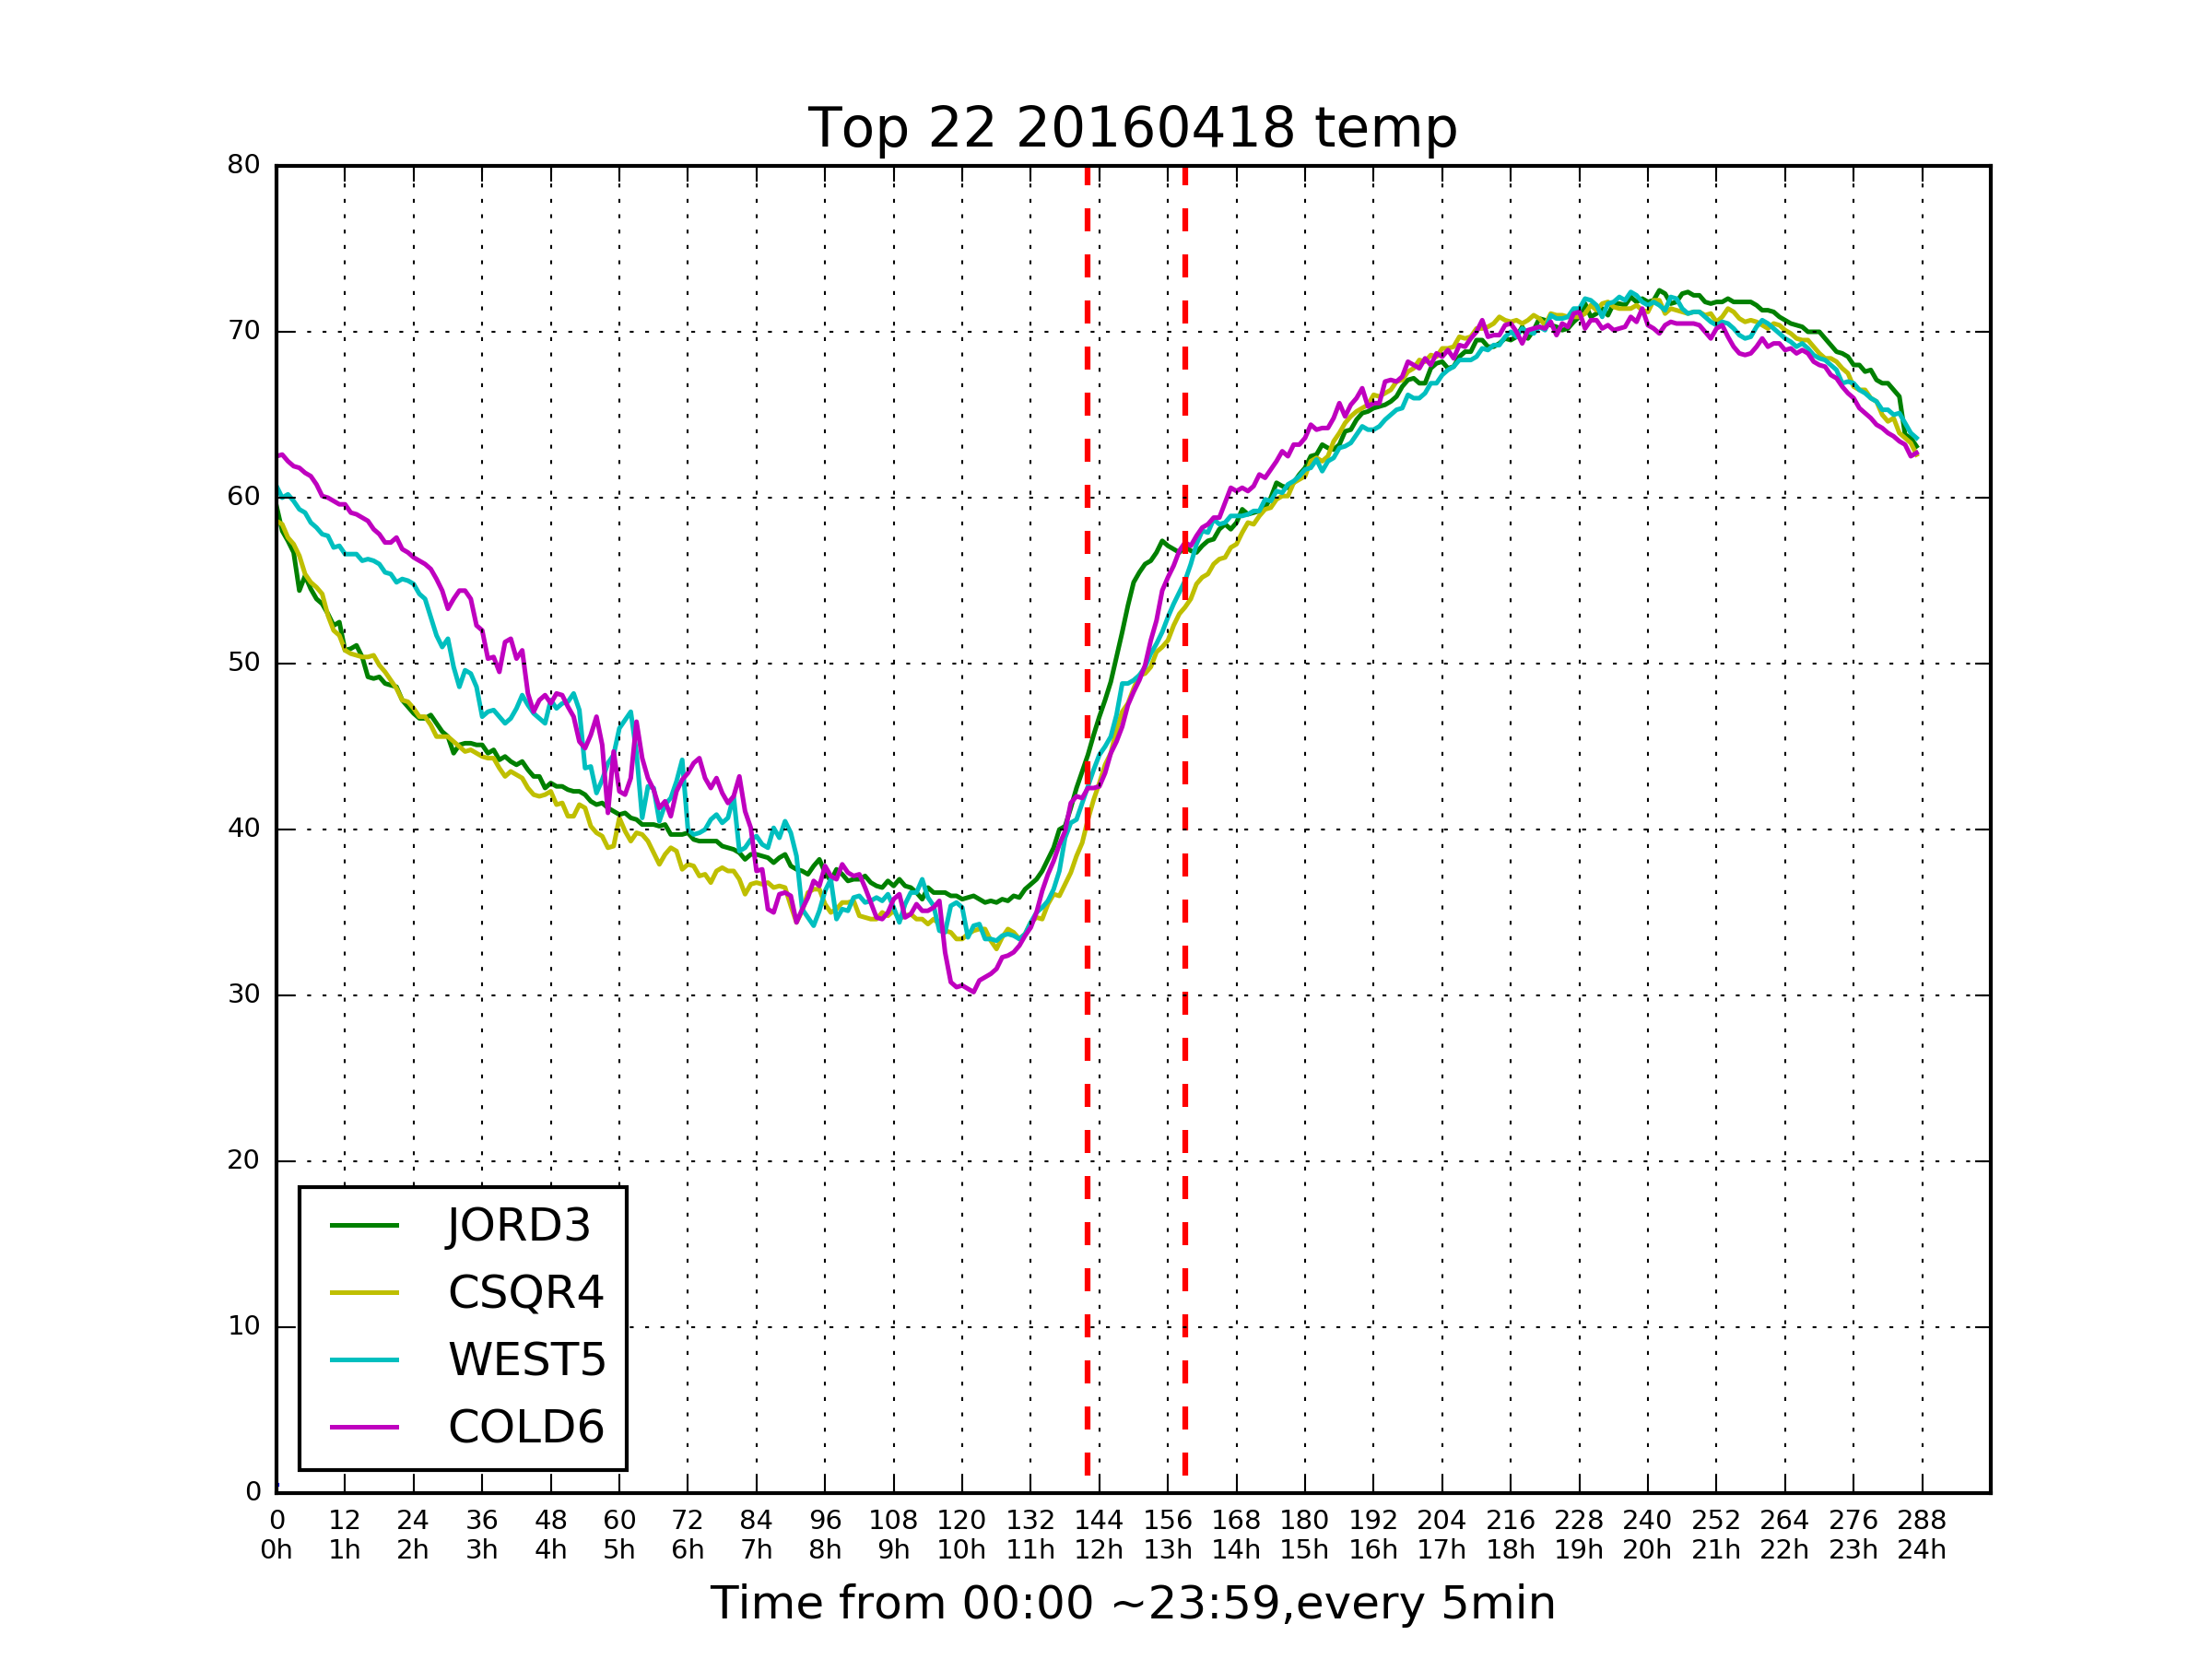 Top 22 20160418 temp
80
70
60
50
40
30
20
10
0
JORD3
CSQR4
WEST5
COLD6
0 12 24 36 48 60 72 84 96 108 120 132 144 156 168 180 192 204 216 228 240 252 264 276 288
0h 1h 2h 3h 4h 5h 6h 7h 8h 9h 10h 11h 12h 13h 14h 15h 16h 17h 18h 19h 20h 21h 22h 23h 24h
Time from 00:00 ~23:59,every 5min